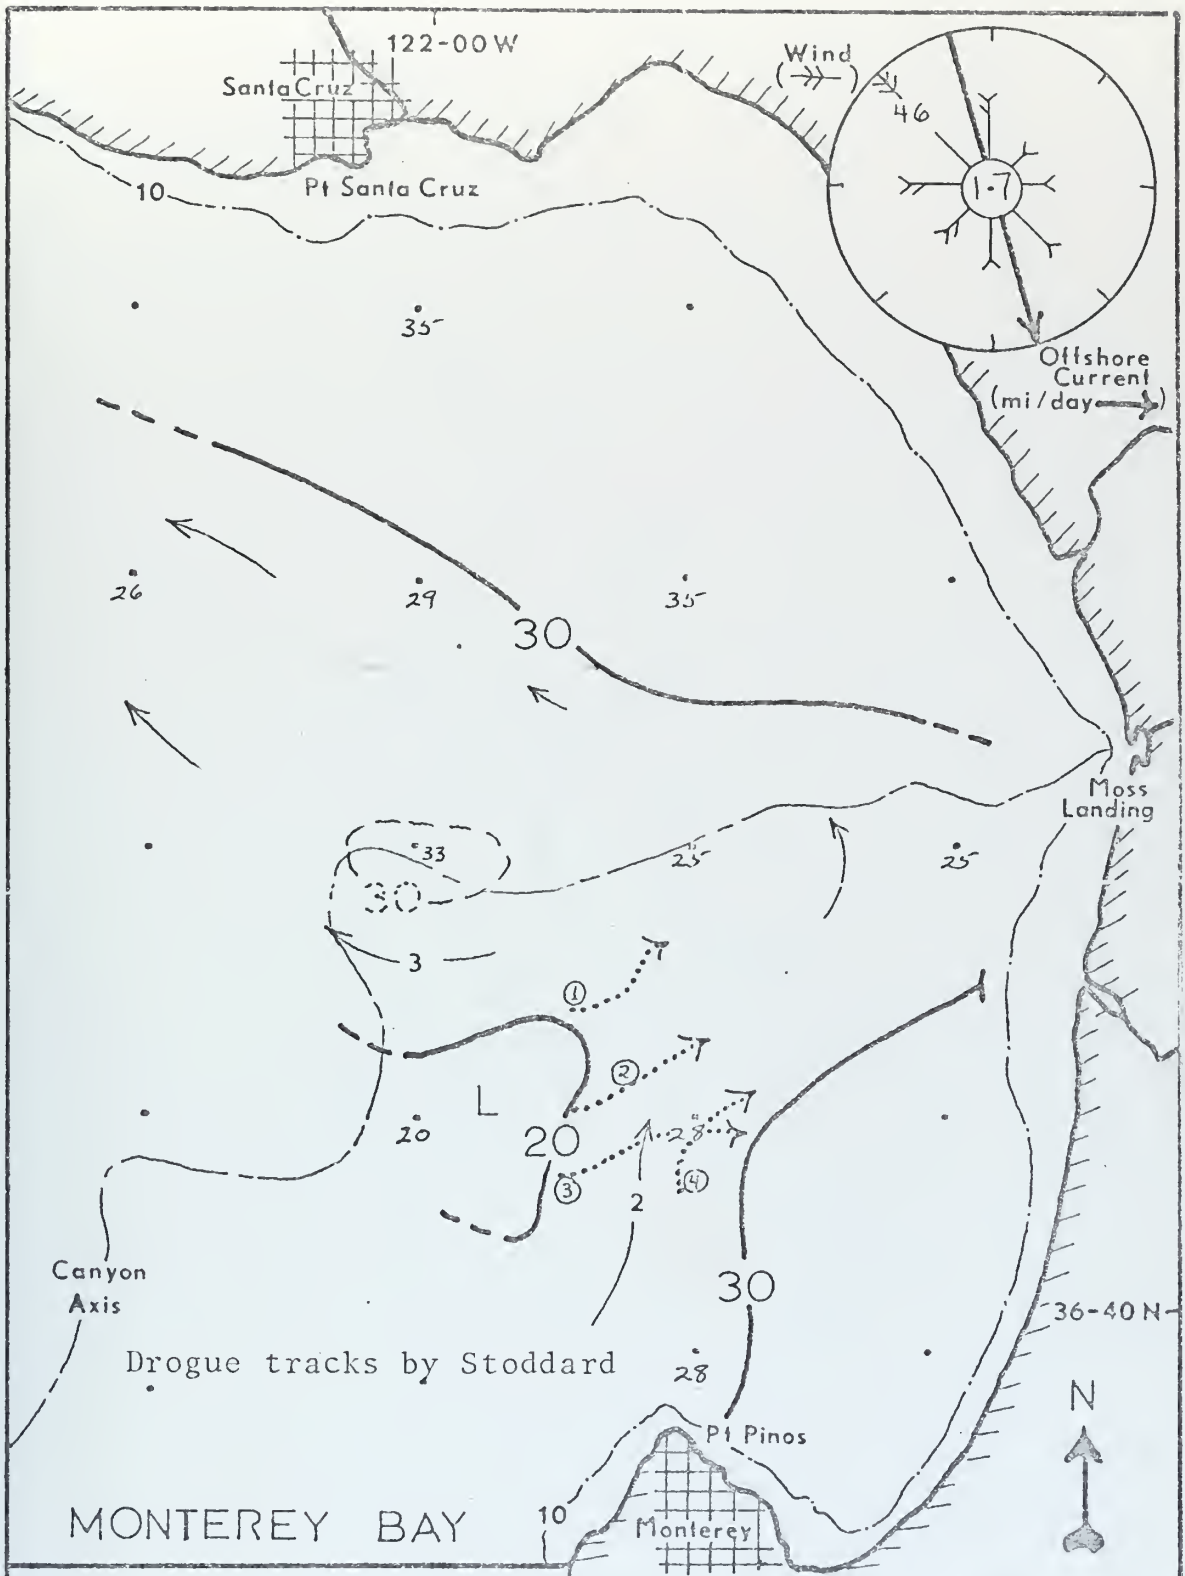 122-00 W
Wind
Santa Cruz
46
10
Pt Santa Cruz
1-7
35
Offshore
Current
(mi/day )
26
29
35
30
Moss
Landing
33
25
25
30
3
1
2
L
20
20
28
3
4
2
Canyon
Axis
30
36-40 N
Drogue tracks by Stoddard
28
N
Pt Pinos
10
MONTEREY BAY
Monterey